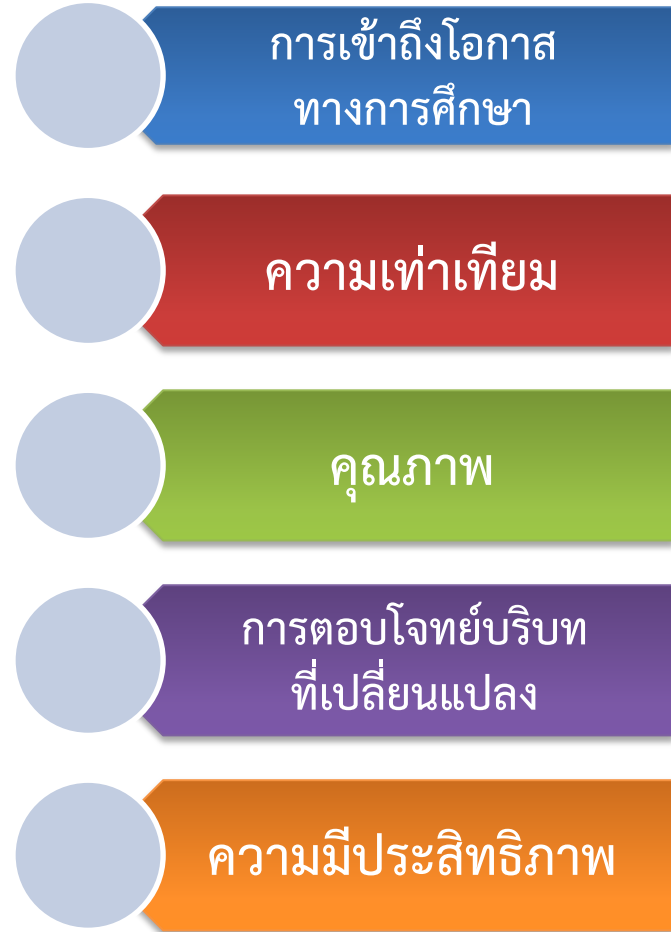 การเข้าถึงโอกาส
ทางการศึกษา
ความเท่าเทียม
คุณภาพ
การตอบโจทย์บริบท
ที่เปลี่ยนแปลง
ความมีประสิทธิภาพ